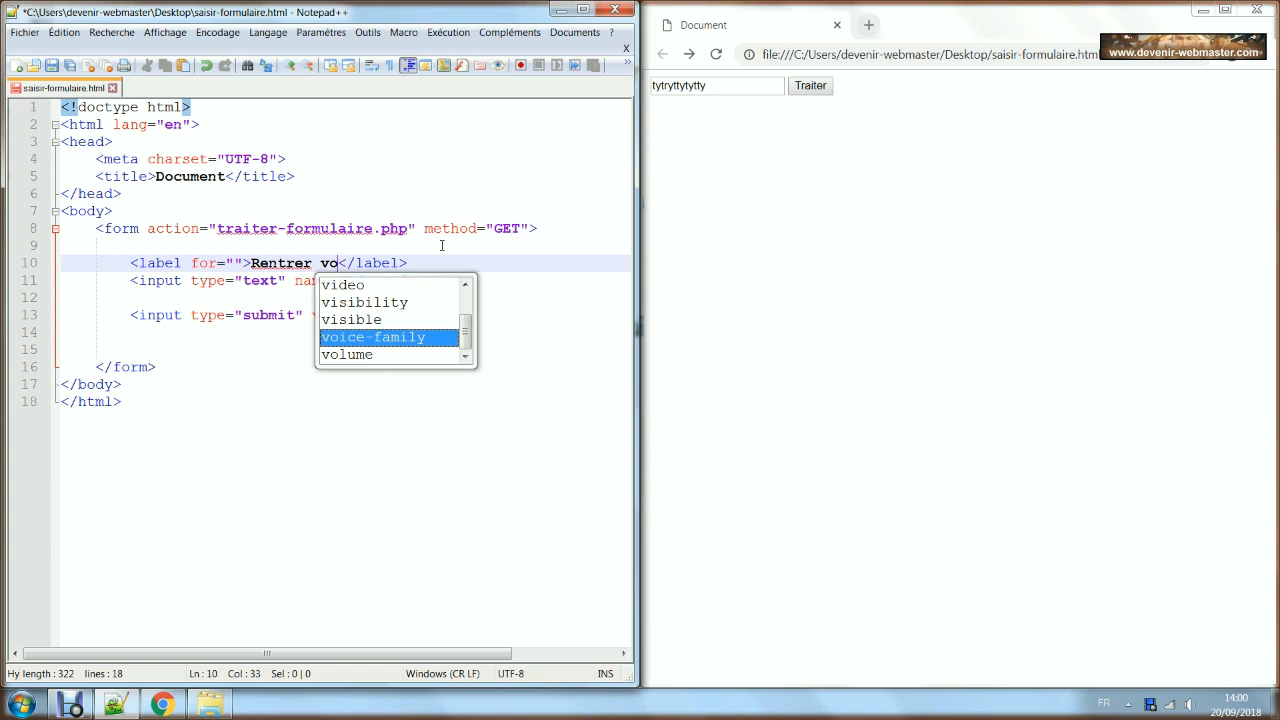 *C:\Users\devenir-webmaster\Desktop\saisir-formulaire.html - Notepad++
Fichier Édition Recherche Affichage Encodage Langage Paramètres Outils Macro Exécution Compléments Documents ?
X
saisir-formulaire.html
1 <!doctype html>
2 <html lang="en">
3 <head>
4 <meta charset="UTF-8">
5 <title>Document</title>
6 </head>
7 <body>
8 <form action="traiter-formulaire.php" method="GET">
9
10 <label for="">Rentrer vo</label>
11 <input type="text"
12
13 <input type="submit"
14
15
16 </form>
17 </body>
18 </html>
video
visibility
visible
voice-family
volume
Hy length : 322 lines : 18 Ln : 10 Col : 33 Sel : 0 | 0 Windows (CR LF) UTF-8 INS
Document
file:///C:/Users/devenir-webmaster/Desktop/saisir-formulaire.html
www.devenir-webmaster.com
tytryttytytty Traiter
FR 14:00
20/09/2018